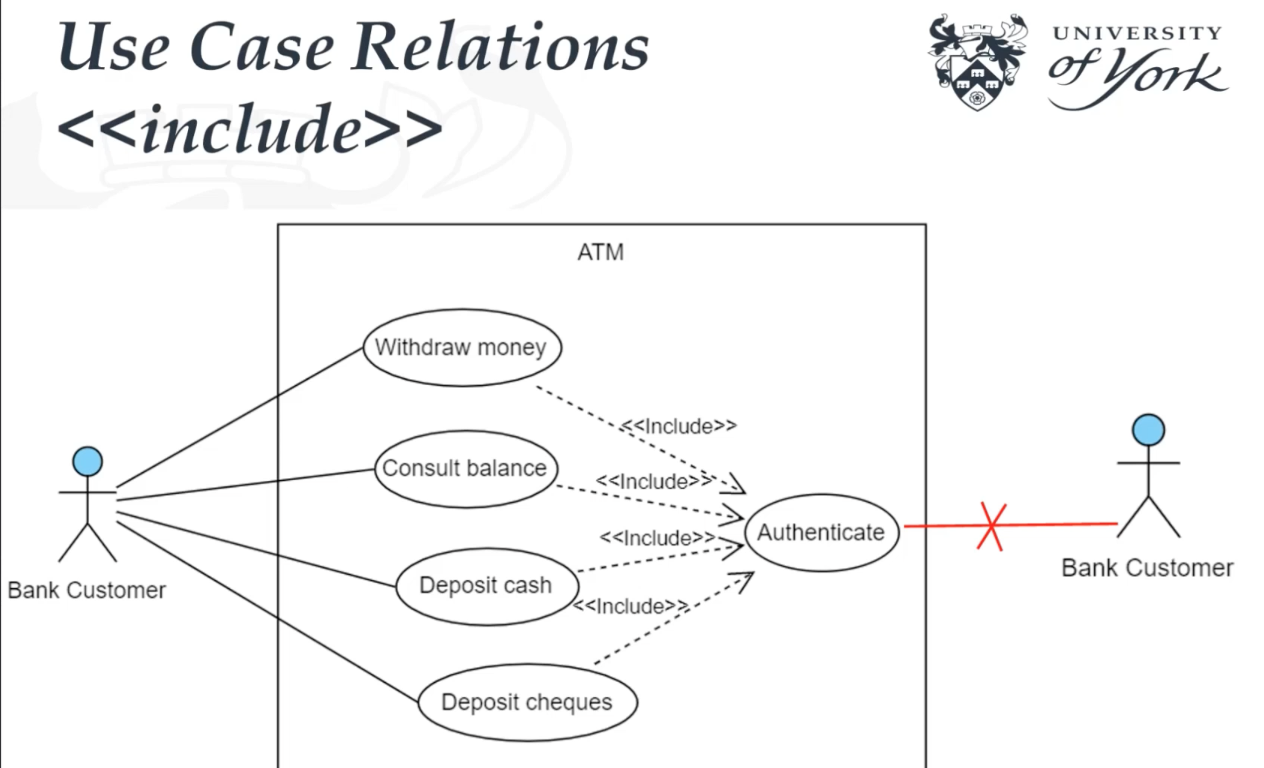 Use Case Relations
<<include>>
UNIVERSITY
of York
ATM
Withdraw money
<<Include>>
Consult balance
<<Include>>
Authenticate
<<Include>>
Deposit cash
<<Include>>
Deposit cheques
Bank Customer
Bank Customer